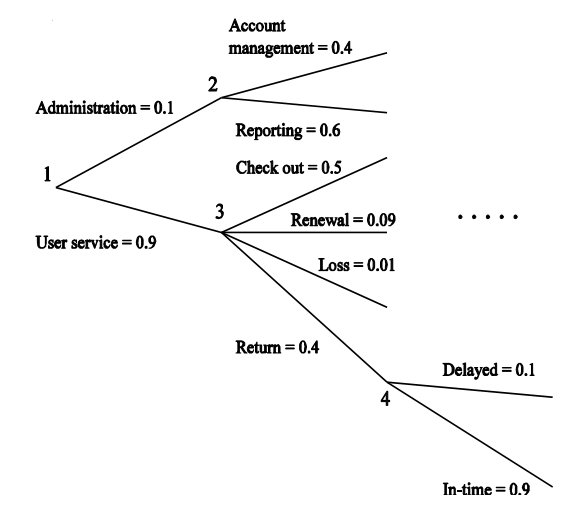 Account
management = 0.4
2
Administration = 0.1
Reporting = 0.6
1
Check out = 0.5
3
Renewal = 0.09
. . . . .
User service = 0.9
Loss = 0.01
Return = 0.4
Delayed = 0.1
4
In-time = 0.9